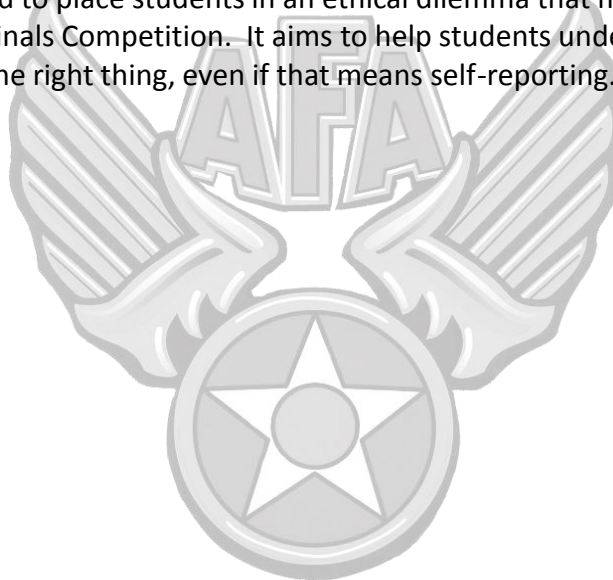 d to place students in an ethical dilemma that
inals Competition.  It aims to help students und
he right thing, even if that means self-reporting.
AFA